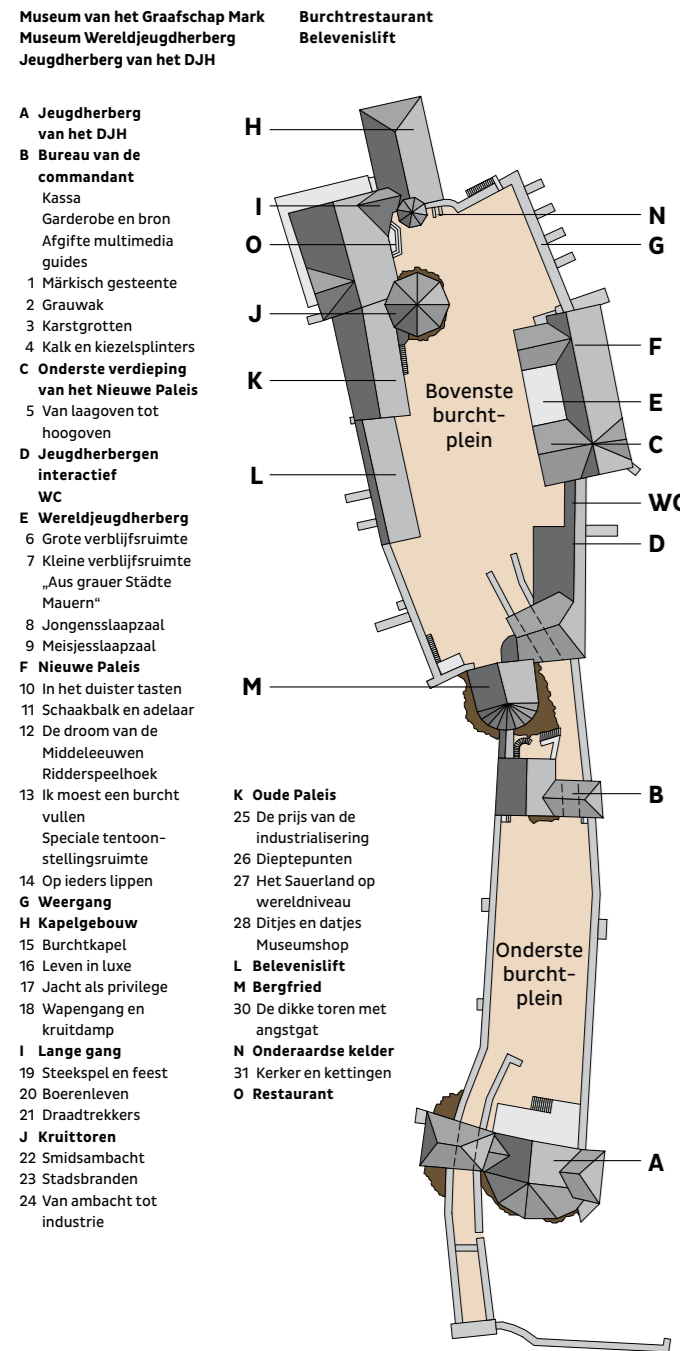 Museum van het Graafschap Mark
Museum Wereldjeugdherberg
Jeugdherberg van het DJH
Burchtrestaurant
Belevenislift
A Jeugdherberg
van het DJH
B Bureau van de
commandant
Kassa
Garderobe en bron
Afgifte multimedia
guides
1 Märkisch gesteente
2 Grauwak
3 Karstgrotten
4 Kalk en kiezelsplinters
C Onderste verdieping
van het Nieuwe Paleis
5 Van laagoven tot
hoogoven
D Jeugdherbergen
interactief
WC
E Wereldjeugdherberg
6 Grote verblijfsruimte
7 Kleine verblijfsruimte
„Aus grauer Städte
Mauern“
8 Jongensslaapzaal
9 Meisjesslaapzaal
F Nieuwe Paleis
10 In het duister tasten
11 Schaakbalk en adelaar
12 De droom van de
Middeleeuwen
Ridderspeelhoek
13 Ik moest een burcht
vullen
Speciale tentoon-
stellingsruimte
14 Op ieders lippen
G Weergang
H Kapelgebouw
15 Burchtkapel
16 Leven in luxe
17 Jacht als privilege
18 Wapengang en
kruitdamp
I Lange gang
19 Steekspel en feest
20 Boerenleven
21 Draadtrekkers
J Kruittoren
22 Smidsambacht
23 Stadsbranden
24 Van ambacht tot
industrie
K Oude Paleis
25 De prijs van de
industrialisering
26 Dieptepunten
27 Het Sauerland op
wereldniveau
28 Ditjes en datjes
Museumshop
L Belevenislift
M Bergfried
30 De dikke toren met
angstgat
N Onderaardse kelder
31 Kerker en kettingen
O Restaurant
H
I
O
J
K
L
M
N
G
F
E
C
WC
D
B
A
Bovenste
burcht-
plein
Onderste
burcht-
plein